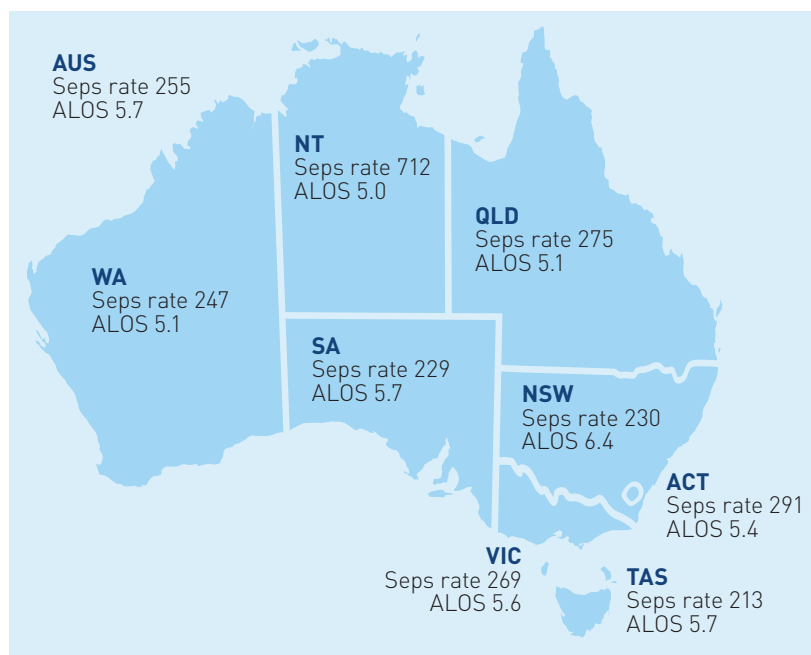 AUS
Seps rate 255
ALOS 5.7
NT
Seps rate 712
ALOS 5.0
QLD
Seps rate 275
ALOS 5.1
WA
Seps rate 247
ALOS 5.1
SA
Seps rate 229
ALOS 5.7
NSW
Seps rate 230
ALOS 6.4
ACT
Seps rate 291
ALOS 5.4
VIC
Seps rate 269
ALOS 5.6
TAS
Seps rate 213
ALOS 5.7